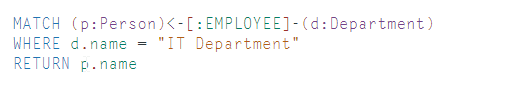 MATCH (p:Person)<-[:EMPLOYEE]-(d:Department)
WHERE d.name = "IT Department"
RETURN p.name